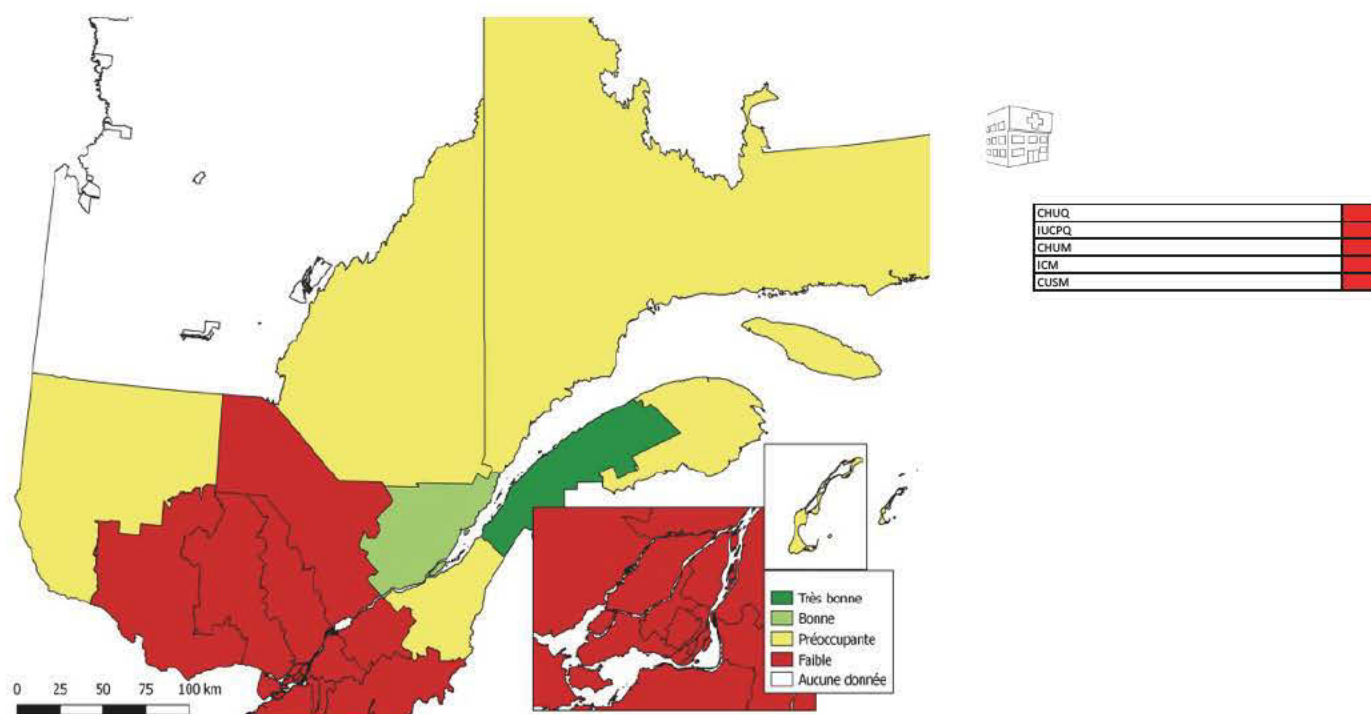 CHUQ
IUCPQ
CHUM
ICM
CUSM
Très bonne
Bonne
Préoccupante
Faible
Aucune donnée
0 25 50 75 100 km